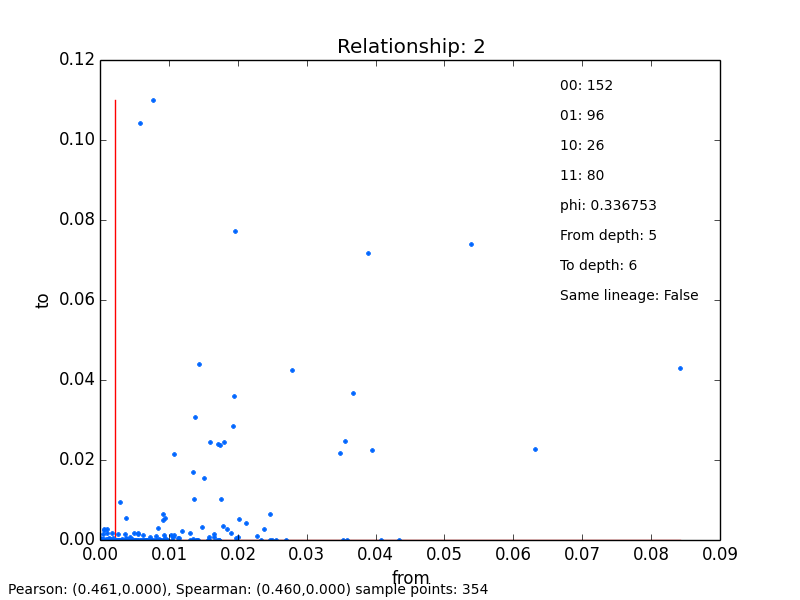 Relationship: 2
0.12
0.10
0.08
0.06
0.04
0.02
0.00
to
00: 152
01: 96
10: 26
11: 80
phi: 0.336753
From depth: 5
To depth: 6
Same lineage: False
0.00 0.01 0.02 0.03 0.04 0.05 0.06 0.07 0.08 0.09
from
Pearson: (0.461,0.000), Spearman: (0.460,0.000) sample points: 354